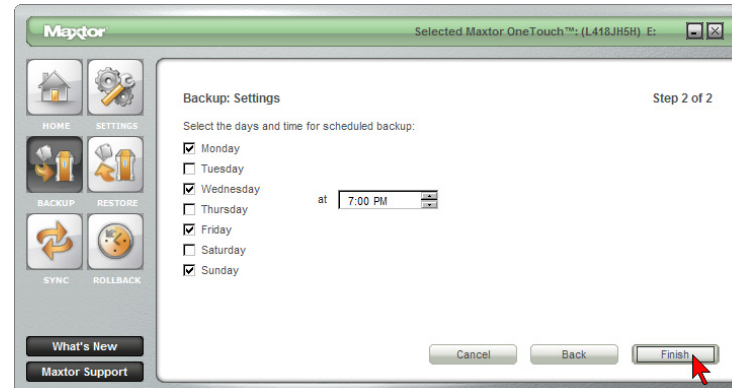 Maxtor Selected Maxtor OneTouch™: (L418JH5H) E:
HOME SETTINGS
BACKUP RESTORE
SYNC ROLLBACK
What's New
Maxtor Support
Backup: Settings Step 2 of 2
Select the days and time for scheduled backup:
Monday
Tuesday
Wednesday
at 7:00 PM
Thursday
Friday
Saturday
Sunday
Cancel Back Finish